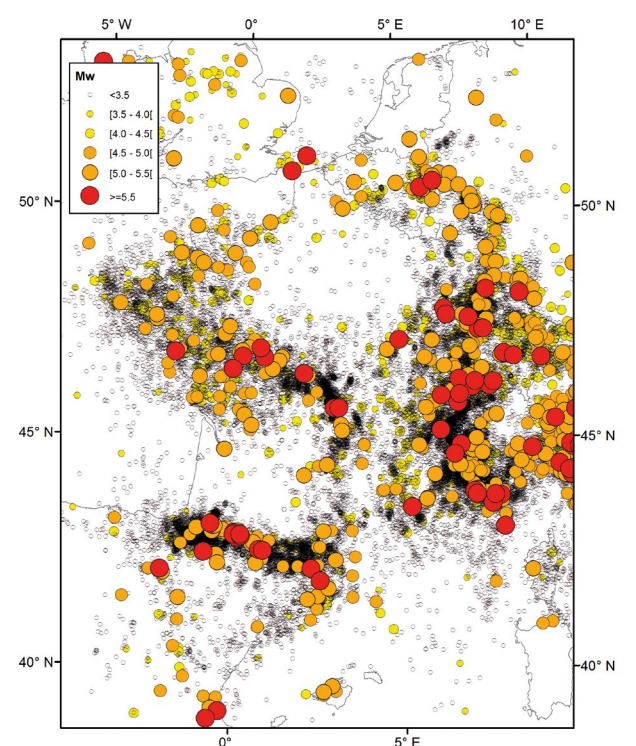 5° W 0° 5° E 10° E
Mw
<3.5
[3.5 - 4.0[
[4.0 - 4.5[
[4.5 - 5.0[
[5.0 - 5.5[
>=5.5
50° N 50° N
45° N 45° N
40° N 40° N
0° 5° E